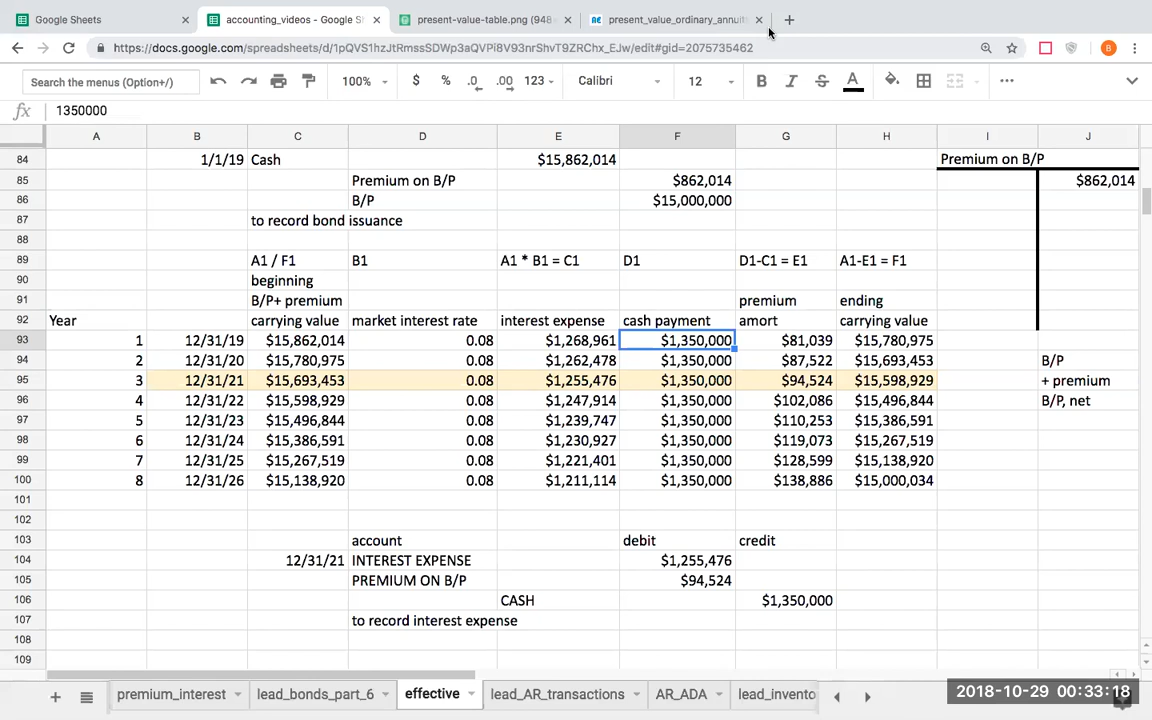 Google Sheets
accounting_videos - Google S
present-value-table.png (948
present_value_ordinary_annuit
https://docs.google.com/spreadsheets/d/1pQVS1hzJtRmssSDWp3aQVPi8V93nrShvT9ZRChx_EJw/edit#gid=2075735462
B
Search the menus (Option+/) 100% $ % .0 .00 123 Calibri 12 B I S A
fx 1350000
A B C D E F G H I J
84 1/1/19 Cash $15,862,014 Premium on B/P
85 Premium on B/P $862,014 $862,014
86 B/P $15,000,000
87 to record bond issuance
88
89 A1 / F1 B1 A1 * B1 = C1 D1 D1-C1 = E1 A1-E1 = F1
90 beginning
91 B/P+ premium premium ending
92 Year carrying value market interest rate interest expense cash payment amort carrying value
93 1 12/31/19 $15,862,014 0.08 $1,268,961 $1,350,000 $81,039 $15,780,975
94 2 12/31/20 $15,780,975 0.08 $1,262,478 $1,350,000 $87,522 $15,693,453 B/P
95 3 12/31/21 $15,693,453 0.08 $1,255,476 $1,350,000 $94,524 $15,598,929 + premium
96 4 12/31/22 $15,598,929 0.08 $1,247,914 $1,350,000 $102,086 $15,496,844 B/P, net
97 5 12/31/23 $15,496,844 0.08 $1,239,747 $1,350,000 $110,253 $15,386,591
98 6 12/31/24 $15,386,591 0.08 $1,230,927 $1,350,000 $119,073 $15,267,519
99 7 12/31/25 $15,267,519 0.08 $1,221,401 $1,350,000 $128,599 $15,138,920
100 8 12/31/26 $15,138,920 0.08 $1,211,114 $1,350,000 $138,886 $15,000,034
101
102
103 account debit credit
104 12/31/21 INTEREST EXPENSE $1,255,476
105 PREMIUM ON B/P $94,524
106 CASH $1,350,000
107 to record interest expense
108
109
premium_interest lead_bonds_part_6 effective lead_AR_transactions AR_ADA lead_invento
2018-10-29 00:33:18